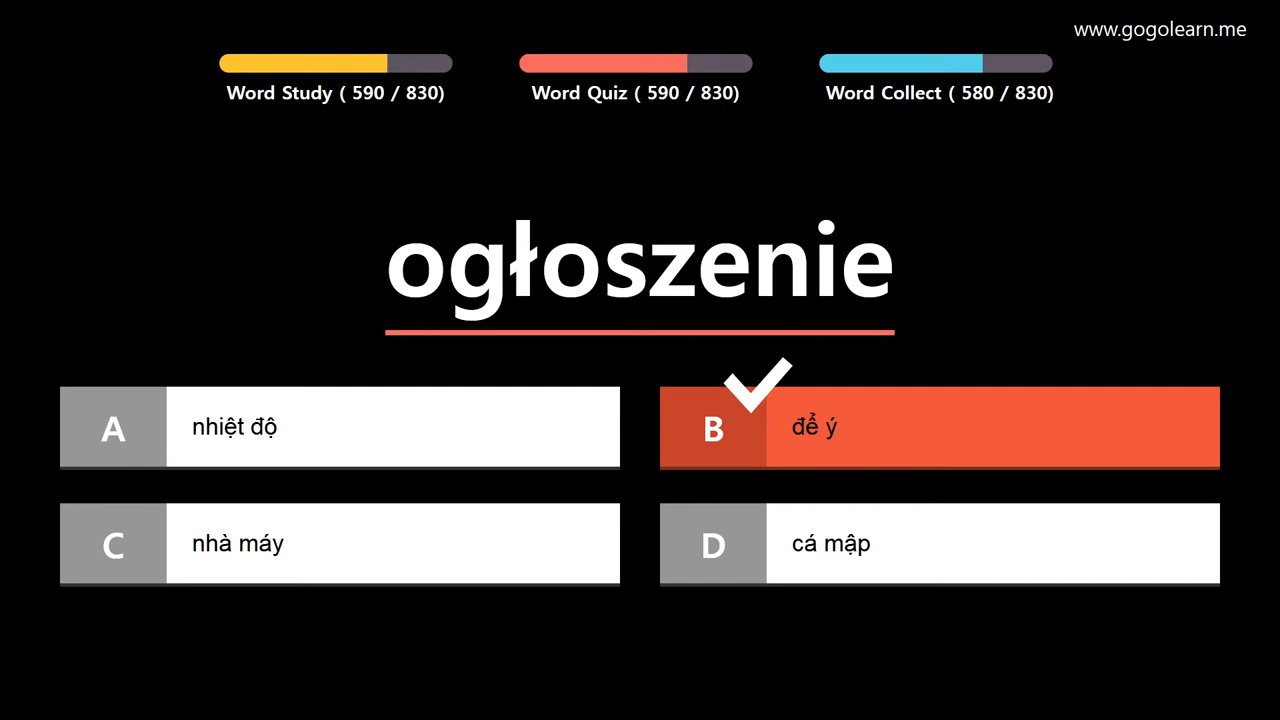 www.gogolearn.me
Word Study ( 590 / 830)
Word Quiz ( 590 / 830)
Word Collect ( 580 / 830)
ogłoszenie
A nhiệt độ
B để ý
C nhà máy
D cá mập